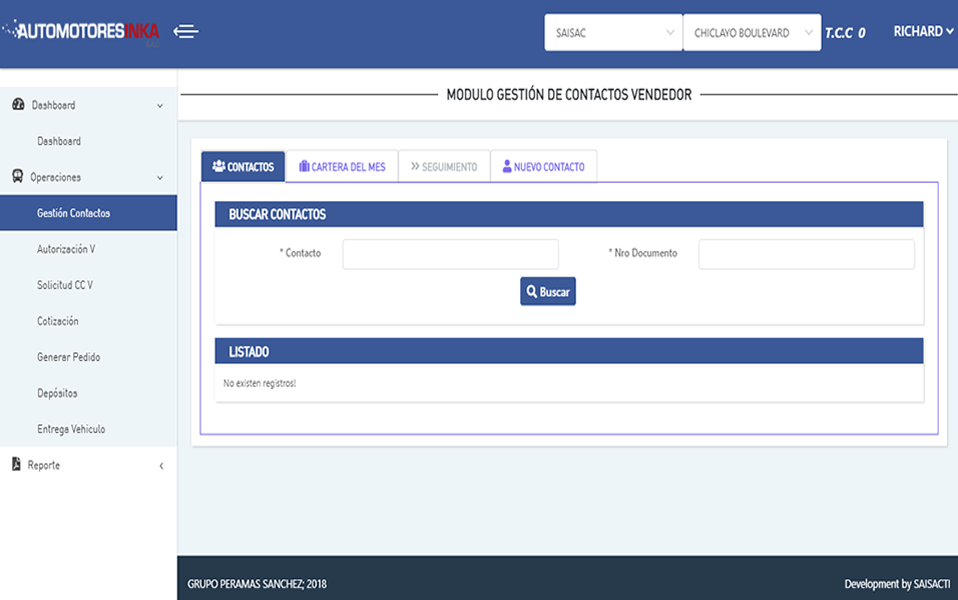 AUTOMOTORESINKA
SAISAC
CHICLAYO BOULEVARD
T.C.C 0
RICHARD
Dashboard
Dashboard
Operaciones
Gestión Contactos
Autorización V
Solicitud CC V
Cotización
Generar Pedido
Depósitos
Entrega Vehiculo
Reporte
MODULO GESTIÓN DE CONTACTOS VENDEDOR
CONTACTOS
CARTERA DEL MES
SEGUIMIENTO
NUEVO CONTACTO
BUSCAR CONTACTOS
* Contacto
* Nro Documento
Buscar
LISTADO
No existen registros!
GRUPO PERAMAS SANCHEZ; 2018
Development by SAISACTI